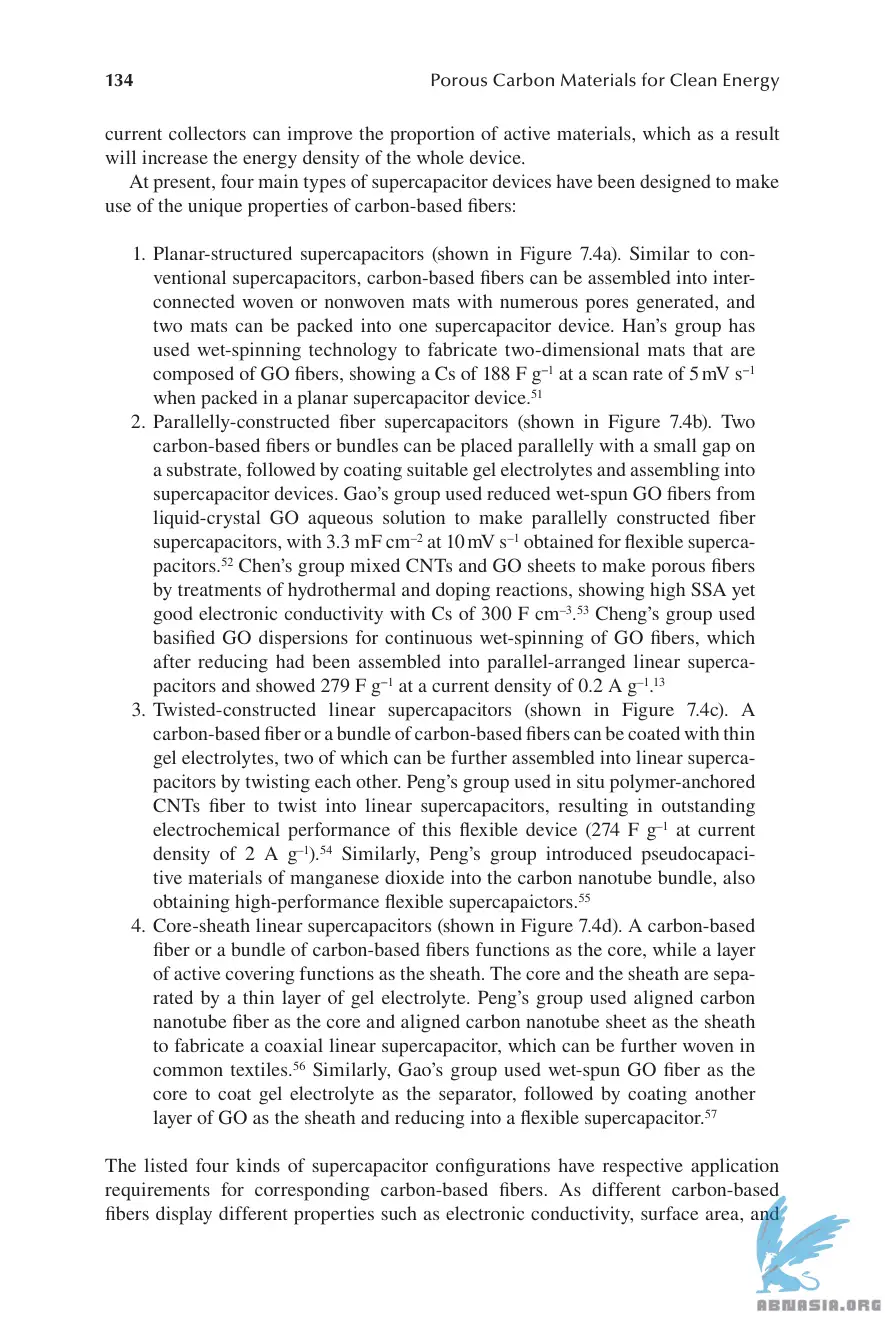 134 Porous Carbon Materials for Clean Energy
current collectors can improve the proportion of active materials, which as a result
will increase the energy density of the whole device.
At present, four main types of supercapacitor devices have been designed to make
use of the unique properties of carbon-based fibers:
1. Planar-structured supercapacitors (shown in Figure 7.4a). Similar to con-
ventional supercapacitors, carbon-based fibers can be assembled into inter-
connected woven or nonwoven mats with numerous pores generated, and
two mats can be packed into one supercapacitor device. Han’s group has
used wet-spinning technology to fabricate two-dimensional mats that are
composed of GO fibers, showing a Cs of 188 F g⁻¹ at a scan rate of 5 mV s⁻¹
when packed in a planar supercapacitor device.⁵¹
2. Parallelly-constructed fiber supercapacitors (shown in Figure 7.4b). Two
carbon-based fibers or bundles can be placed parallelly with a small gap on
a substrate, followed by coating suitable gel electrolytes and assembling into
supercapacitor devices. Gao’s group used reduced wet-spun GO fibers from
liquid-crystal GO aqueous solution to make parallelly constructed fiber
supercapacitors, with 3.3 mF cm⁻² at 10 mV s⁻¹ obtained for flexible superca-
pacitors.⁵² Chen’s group mixed CNTs and GO sheets to make porous fibers
by treatments of hydrothermal and doping reactions, showing high SSA yet
good electronic conductivity with Cs of 300 F cm⁻³.⁵³ Cheng’s group used
basified GO dispersions for continuous wet-spinning of GO fibers, which
after reducing had been assembled into parallel-arranged linear superca-
pacitors and showed 279 F g⁻¹ at a current density of 0.2 A g⁻¹.¹³
3. Twisted-constructed linear supercapacitors (shown in Figure 7.4c). A
carbon-based fiber or a bundle of carbon-based fibers can be coated with thin
gel electrolytes, two of which can be further assembled into linear superca-
pacitors by twisting each other. Peng’s group used in situ polymer-anchored
CNTs fiber to twist into linear supercapacitors, resulting in outstanding
electrochemical performance of this flexible device (274 F g⁻¹ at current
density of 2 A g⁻¹).⁵⁴ Similarly, Peng’s group introduced pseudocapaci-
tive materials of manganese dioxide into the carbon nanotube bundle, also
obtaining high-performance flexible supercapaictors.⁵⁵
4. Core-sheath linear supercapacitors (shown in Figure 7.4d). A carbon-based
fiber or a bundle of carbon-based fibers functions as the core, while a layer
of active covering functions as the sheath. The core and the sheath are sepa-
rated by a thin layer of gel electrolyte. Peng’s group used aligned carbon
nanotube fiber as the core and aligned carbon nanotube sheet as the sheath
to fabricate a coaxial linear supercapacitor, which can be further woven in
common textiles.⁵⁶ Similarly, Gao’s group used wet-spun GO fiber as the
core to coat gel electrolyte as the separator, followed by coating another
layer of GO as the sheath and reducing into a flexible supercapacitor.⁵⁷
The listed four kinds of supercapacitor configurations have respective application
requirements for corresponding carbon-based fibers. As different carbon-based
fibers display different properties such as electronic conductivity, surface area, and
ABNASIA.ORG